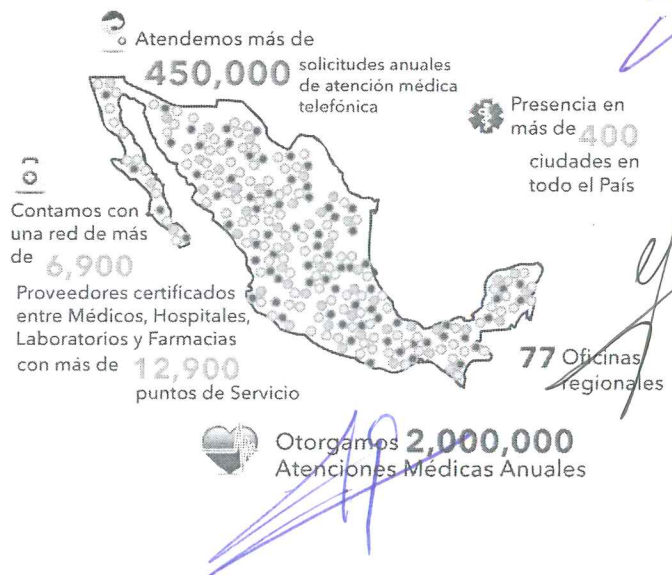 Atendemos más de
450,000 solicitudes anuales
de atención médica
telefónica
Presencia en
más de 400
ciudades en
todo el País
Contamos con
una red de más
de 6,900
Proveedores certificados
entre Médicos, Hospitales,
Laboratorios y Farmacias
con más de 12,900
puntos de Servicio
77 Oficinas
regionales
Otorgamos 2,000,000
Atenciones Médicas Anuales